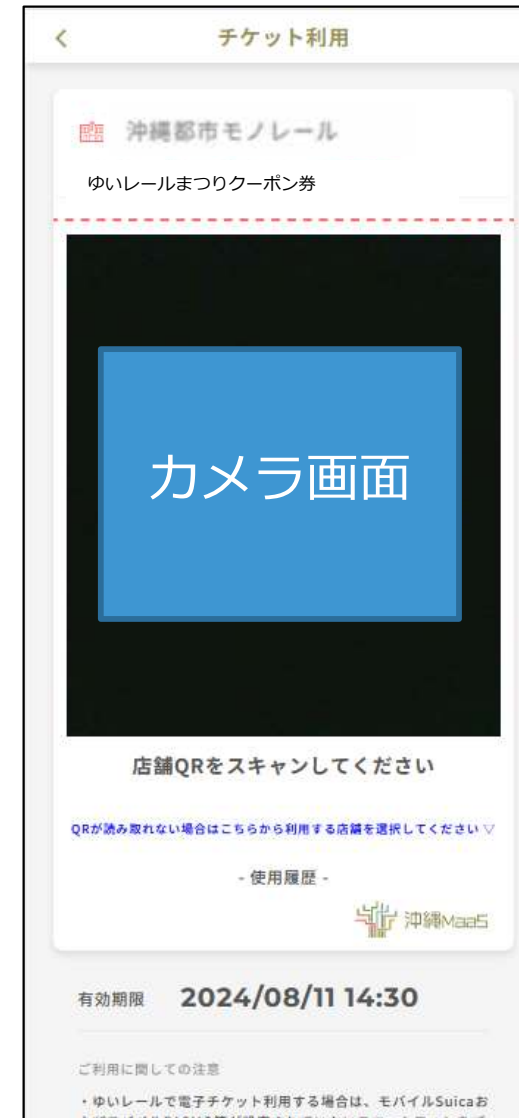 チケット利用
沖縄都市モノレール
ゆいレールまつりクーポン券
カメラ画面
店舗QRをスキャンしてください
QRが読み取れない場合はこちらから利用する店舗を選択してください ▽
- 使用履歴 -
沖縄MaaS
有効期限 2024/08/11 14:30
ご利用に関しての注意
・ゆいレールで電子チケット利用する場合は、モバイルSuicaお